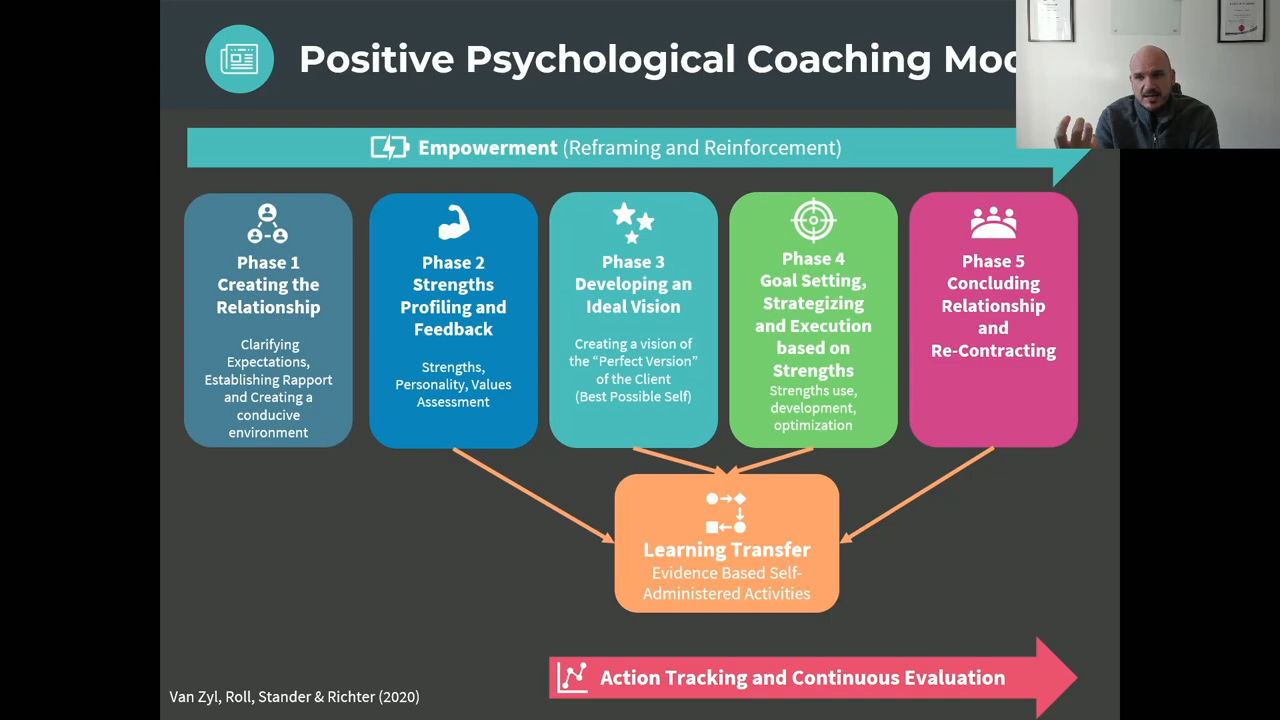 Positive Psychological Coaching
Empowerment (Reframing and Reinforcement)
Phase 1
Creating the
Relationship
Clarifying
Expectations,
Establishing Rapport
and Creating a
conducive
environment
Phase 2
Strengths
Profiling and
Feedback
Strengths,
Personality, Values
Assessment
Phase 3
Developing an
Ideal Vision
Creating a vision of
the “Perfect Version”
of the Client
(Best Possible Self)
Phase 4
Goal Setting,
Strategizing
and Execution
based on
Strengths
Strengths use,
development,
optimization
Phase 5
Concluding
Relationship
and
Re-Contracting
Learning Transfer
Evidence Based Self-
Administered Activities
Action Tracking and Continuous Evaluation
Van Zyl, Roll, Stander & Richter (2020)